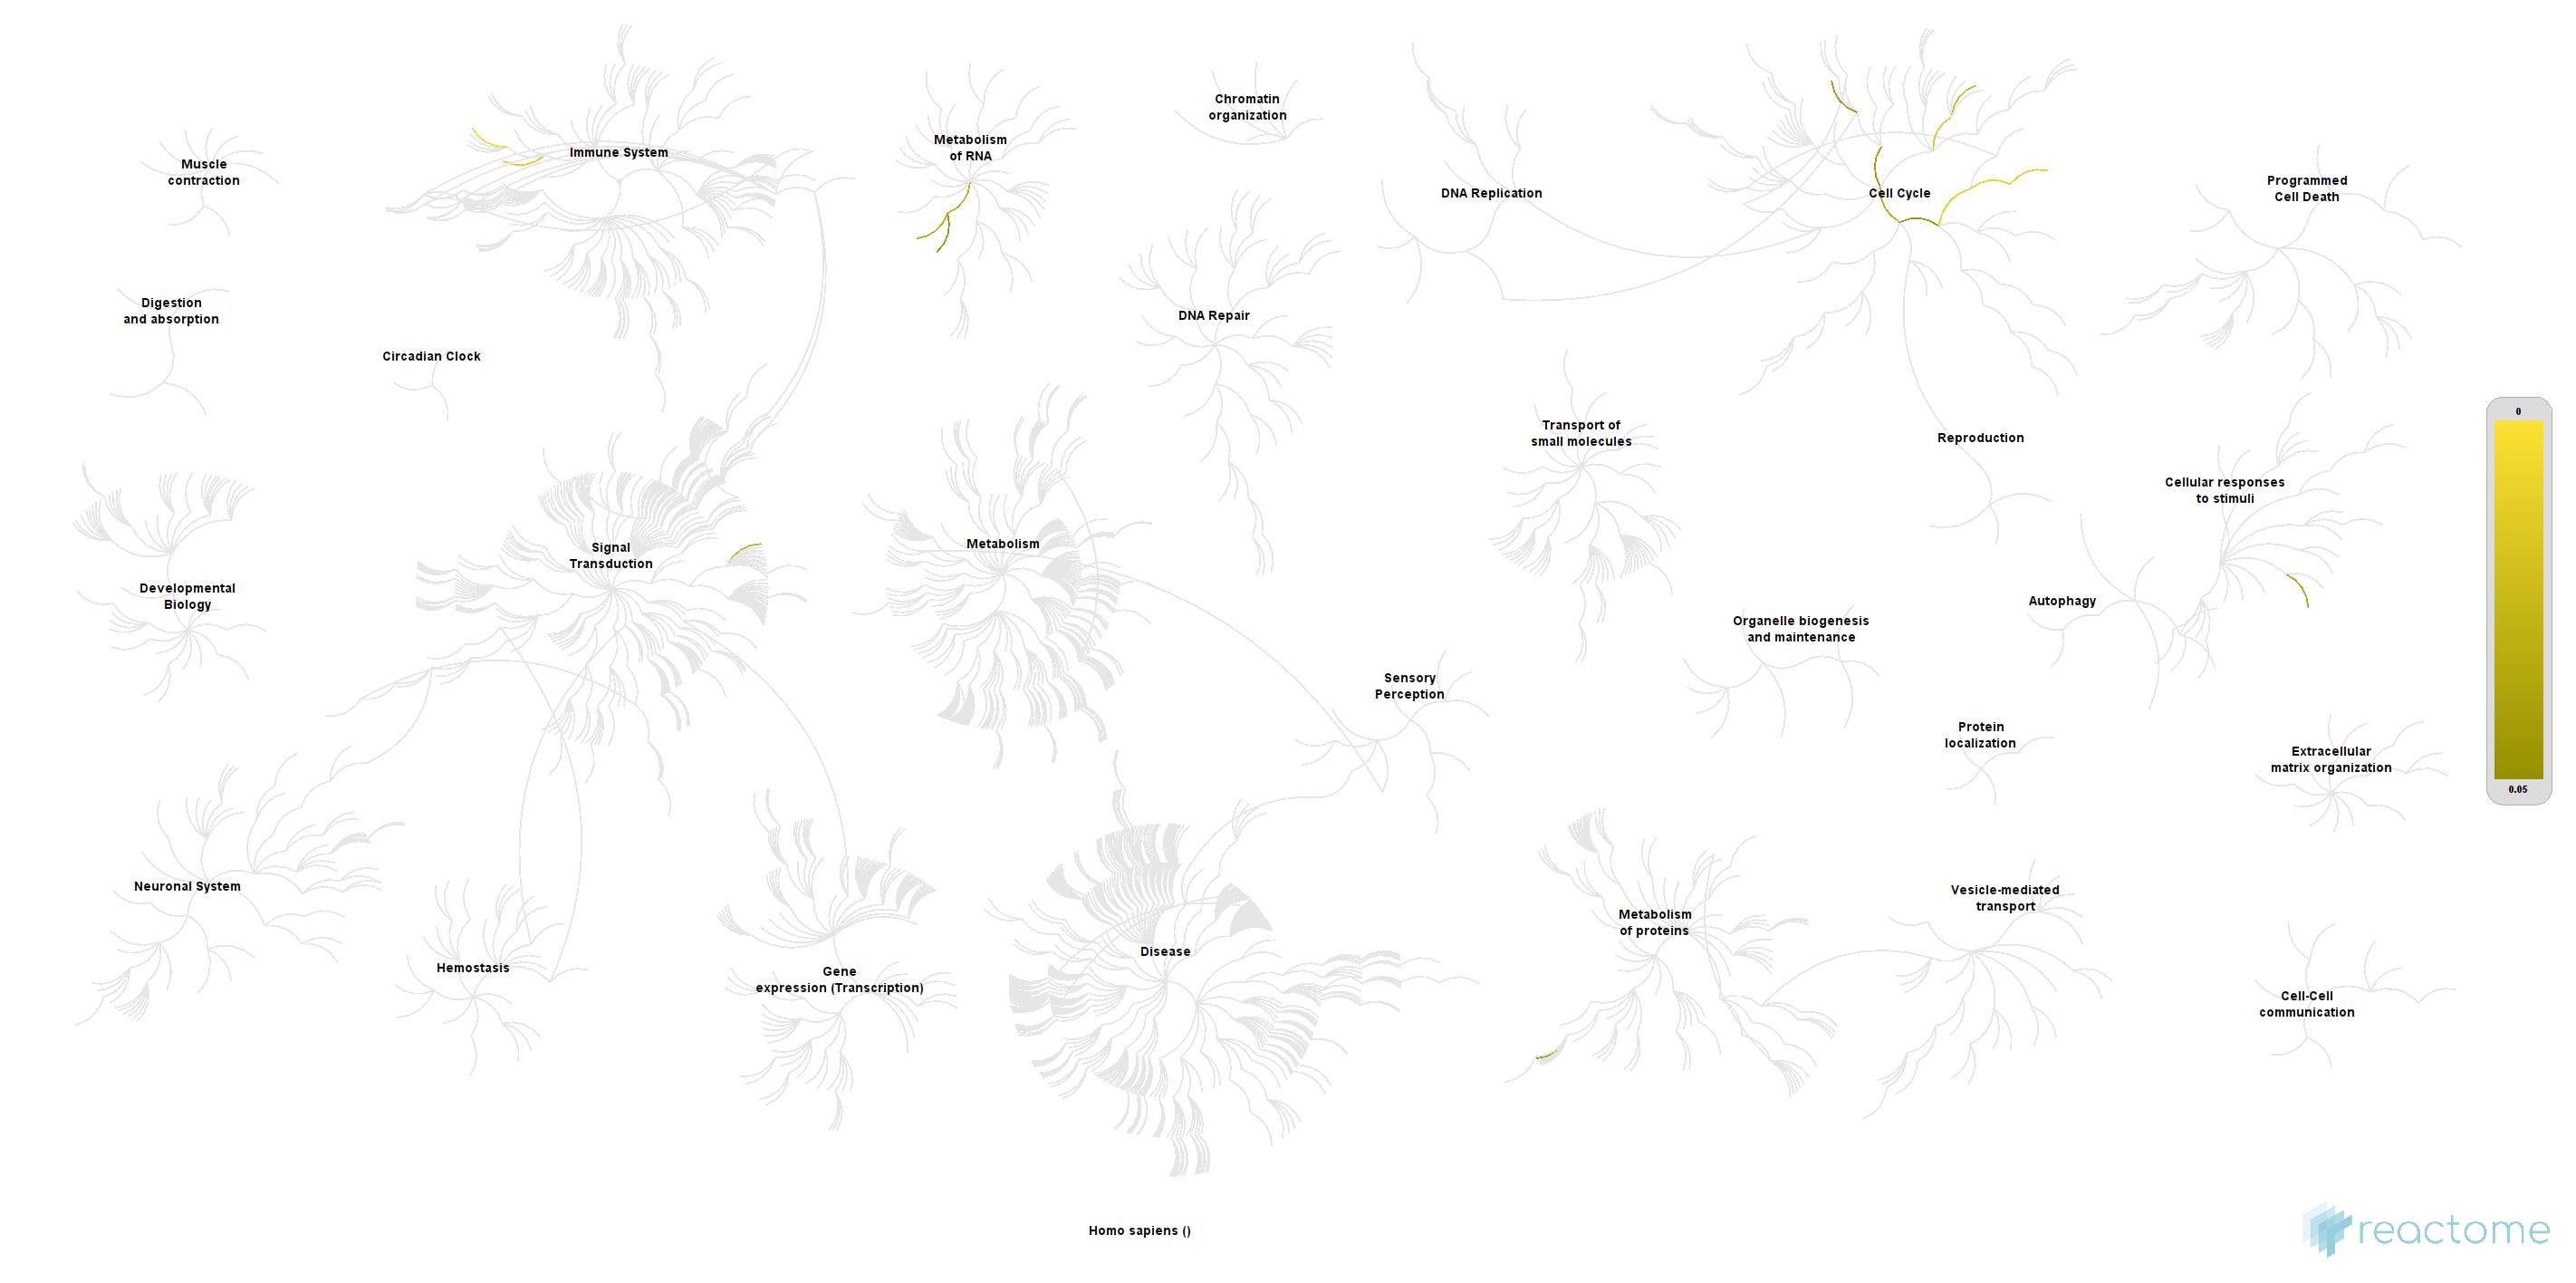 Chromatin
organization
Metabolism
of RNA
Immune System
Muscle
contraction
DNA Replication
Cell Cycle
Programmed
Cell Death
Digestion
and absorption
DNA Repair
Circadian Clock
0
Transport of
small molecules
Reproduction
Cellular responses
to stimuli
Signal
Transduction
Metabolism
Developmental
Biology
Autophagy
Organelle biogenesis
and maintenance
Sensory
Perception
Protein
localization
Extracellular
matrix organization
0.05
Neuronal System
Vesicle-mediated
transport
Metabolism
of proteins
Disease
Hemostasis
Gene
expression (Transcription)
Cell-Cell
communication
Homo sapiens ()
reactome